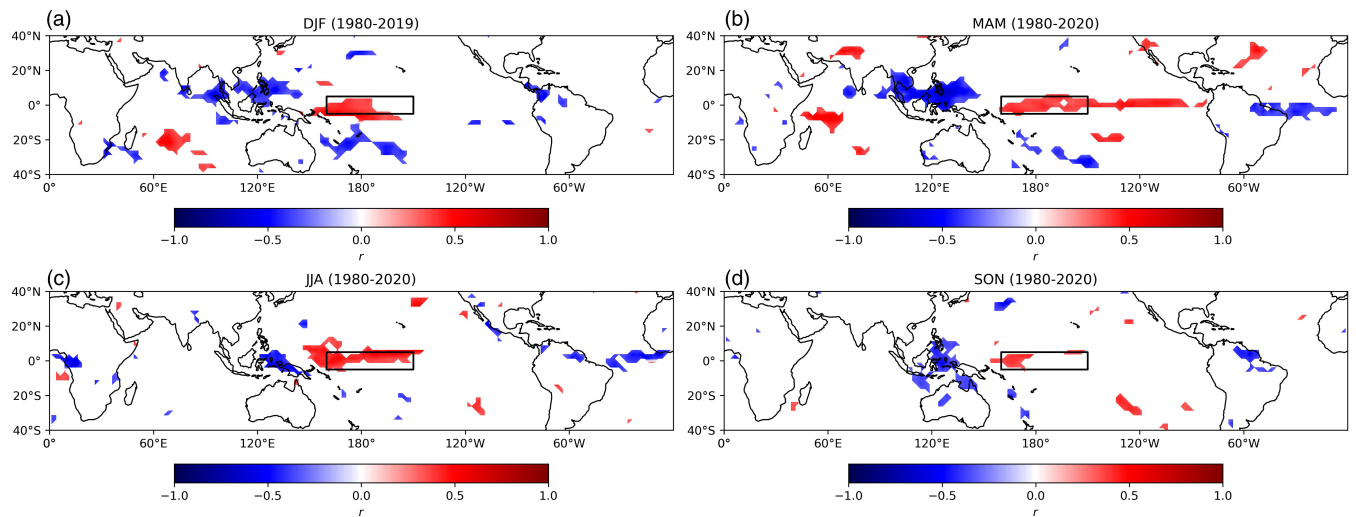 (a) DJF (1980-2019)
40°N
20°N
0°
20°S
40°S
0° 60°E 120°E 180° 120°W 60°W
−1.0 −0.5 0.0 0.5 1.0
r
(b) MAM (1980-2020)
40°N
20°N
0°
20°S
40°S
0° 60°E 120°E 180° 120°W 60°W
−1.0 −0.5 0.0 0.5 1.0
r
(c) JJA (1980-2020)
40°N
20°N
0°
20°S
40°S
0° 60°E 120°E 180° 120°W 60°W
−1.0 −0.5 0.0 0.5 1.0
r
(d) SON (1980-2020)
40°N
20°N
0°
20°S
40°S
0° 60°E 120°E 180° 120°W 60°W
−1.0 −0.5 0.0 0.5 1.0
r